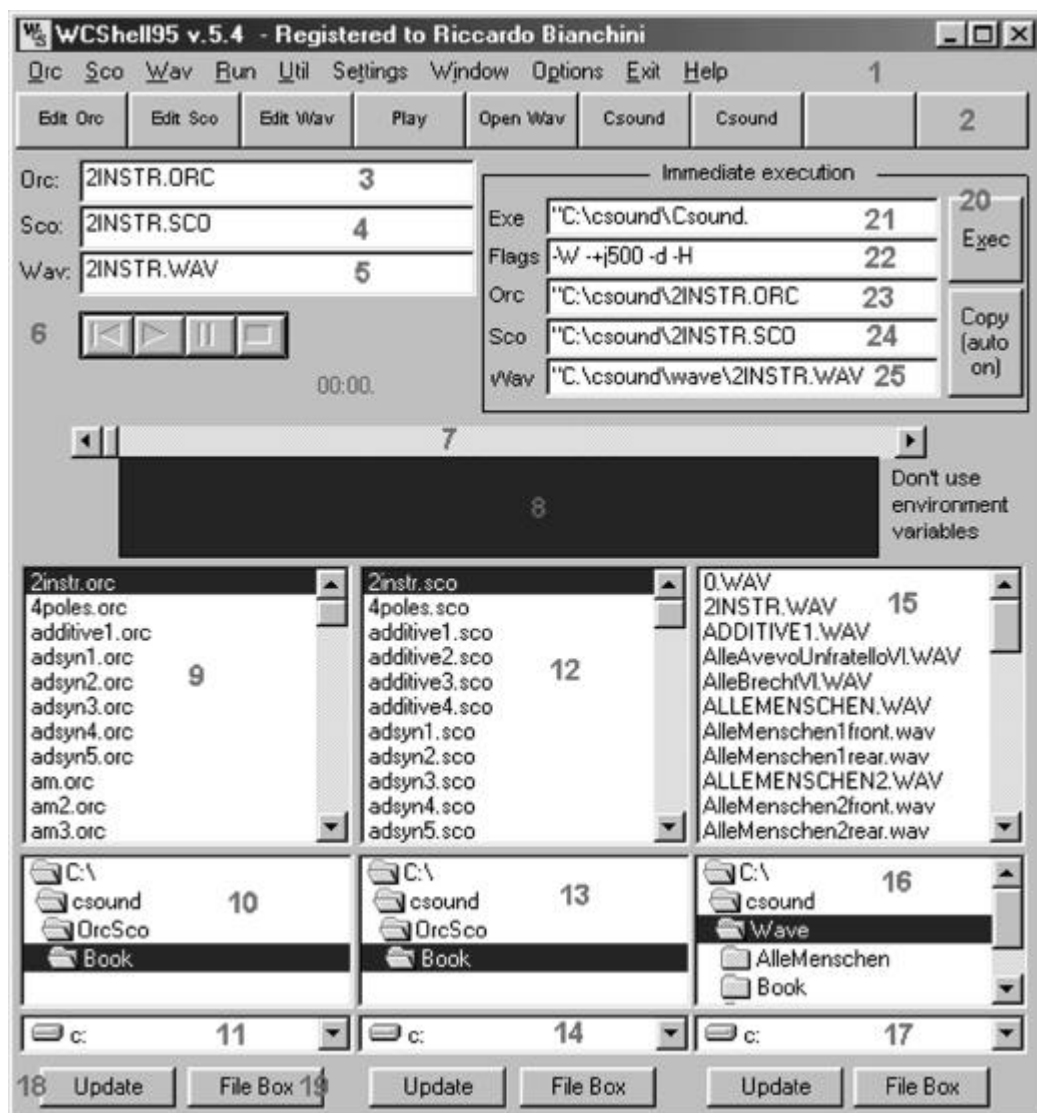 WCShell95 v.5.4 - Registered to Riccardo Bianchini
Orc Sco Wav Run Util Settings Window Options Exit Help 1
Edit Orc Edit Sco Edit Wav Play Open Wav Csound Csound 2
Orc: 2INSTR.ORC 3
Sco: 2INSTR.SCO 4
Wav: 2INSTR.WAV 5
6
00:00.
Immediate execution
Exe "C:\csound\Csound. 21
Flags -W -+j500 -d -H 22
Orc "C:\csound\2INSTR.ORC 23
Sco "C:\csound\2INSTR.SCO 24
Wav "C.\csound\wave\2INSTR.WAV 25
20
Exec
Copy
(auto
on)
7
8
Don't use
environment
variables
2instr.orc
4poles.orc
additive1.orc
adsyn1.orc
adsyn2.orc
adsyn3.orc
adsyn4.orc
adsyn5.orc
am.orc
am2.orc
am3.orc
9
2instr.sco
4poles.sco
additive1.sco
additive2.sco
additive3.sco
additive4.sco
adsyn1.sco
adsyn2.sco
adsyn3.sco
adsyn4.sco
adsyn5.sco
12
0.WAV
2INSTR.WAV
ADDITIVE1.WAV
AlleAvevoUnfratelloVI.WAV
AlleBrechtVI.WAV
ALLEMENSCHEN.WAV
AlleMenschen1front.wav
AlleMenschen1rear.wav
ALLEMENSCHEN2.WAV
AlleMenschen2front.wav
AlleMenschen2rear.wav
15
C:\
csound
OrcSco
Book
10
C:\
csound
OrcSco
Book
13
C:\
csound
Wave
AlleMenschen
Book
16
c: 11
c: 14
c: 17
18 Update File Box 19
Update File Box
Update File Box